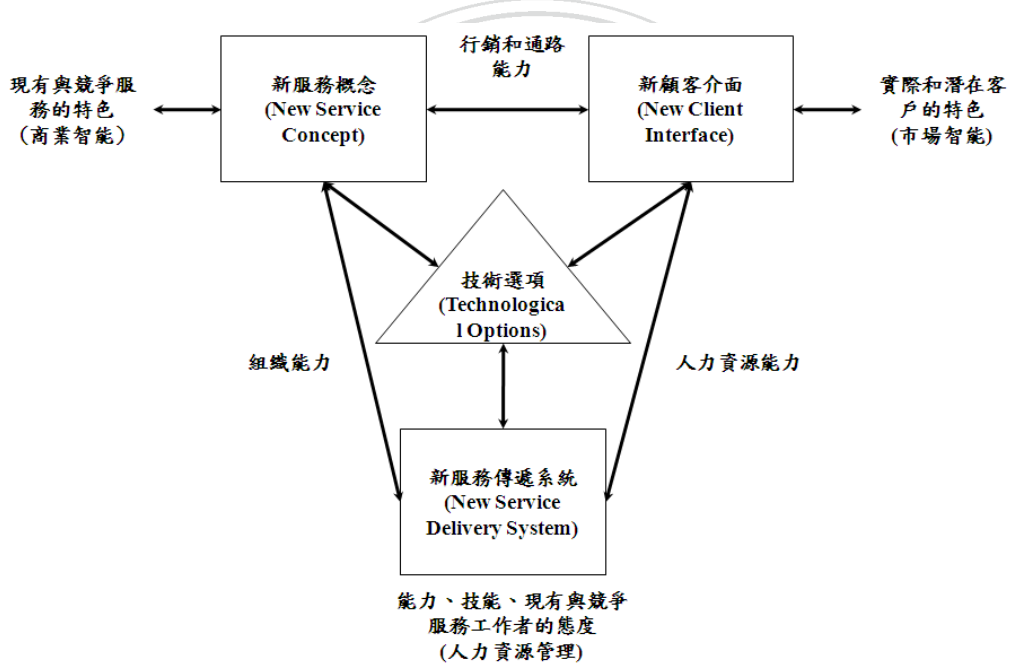 行銷和通路
能力
現有與競爭服
務的特色
（商業智能）
新服務概念
(New Service
Concept)
新顧客介面
(New Client
Interface)
實際和潛在客
戶的特色
(市場智能)
技術選項
(Technologica
l Options)
組織能力
人力資源能力
新服務傳遞系統
(New Service
Delivery System)
能力、技能、現有與競爭
服務工作者的態度
(人力資源管理)